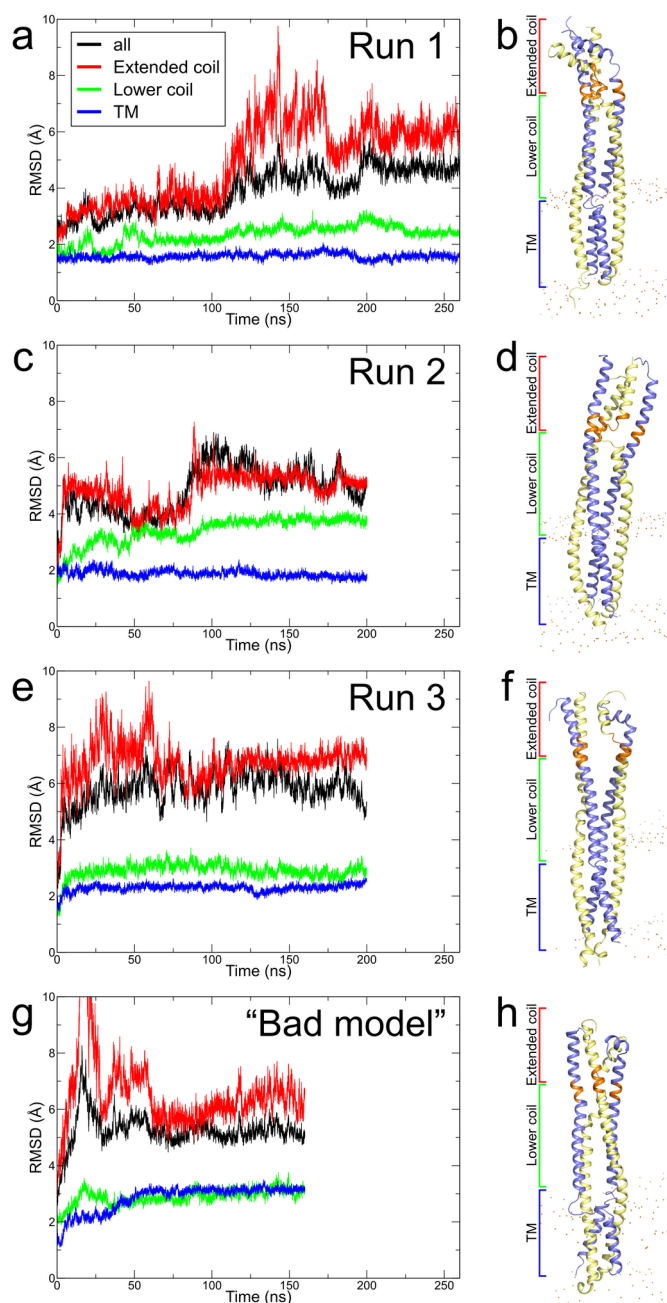 a
Run 1
all
Extended coil
Lower coil
TM
RMSD (Å)
10
8
6
4
2
0
0 50 100 150 200 250
Time (ns)
b
Extended coil
Lower coil
TM
c
Run 2
RMSD (Å)
10
8
6
4
2
0
0 50 100 150 200 250
Time (ns)
d
Extended coil
Lower coil
TM
e
Run 3
RMSD (Å)
10
8
6
4
2
0
0 50 100 150 200 250
Time (ns)
f
Extended coil
Lower coil
TM
g
“Bad model”
RMSD (Å)
10
8
6
4
2
0
0 50 100 150 200 250
Time (ns)
h
Extended coil
Lower coil
TM